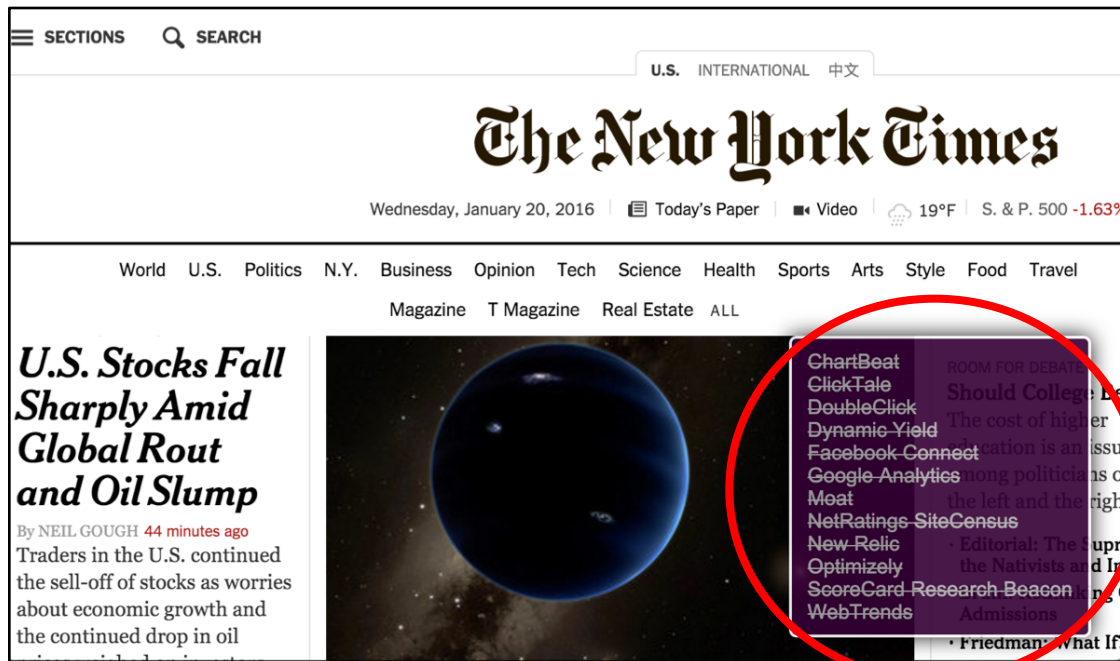 SECTIONS SEARCH
U.S. INTERNATIONAL 中文
The New York Times
Wednesday, January 20, 2016 Today's Paper Video 19°F S. & P. 500 -1.63%
World U.S. Politics N.Y. Business Opinion Tech Science Health Sports Arts Style Food Travel
Magazine T Magazine Real Estate ALL
U.S. Stocks Fall
Sharply Amid
Global Rout
and Oil Slump
By NEIL GOUGH 44 minutes ago
Traders in the U.S. continued
the sell-off of stocks as worries
about economic growth and
the continued drop in oil
ChartBeat
ClickTale
DoubleClick
Dynamic Yield
Facebook Connect
Google Analytics
Moat
NetRatings SiteCensus
New Relic
Optimizely
ScoreCard Research Beacon
WebTrends
ROOM FOR DEBATE
Should College Be
The cost of higher
education is an issu
among politicians o
the left and the righ
· Editorial: The Supr
the Nativists and
Admissions
· Friedman: What If